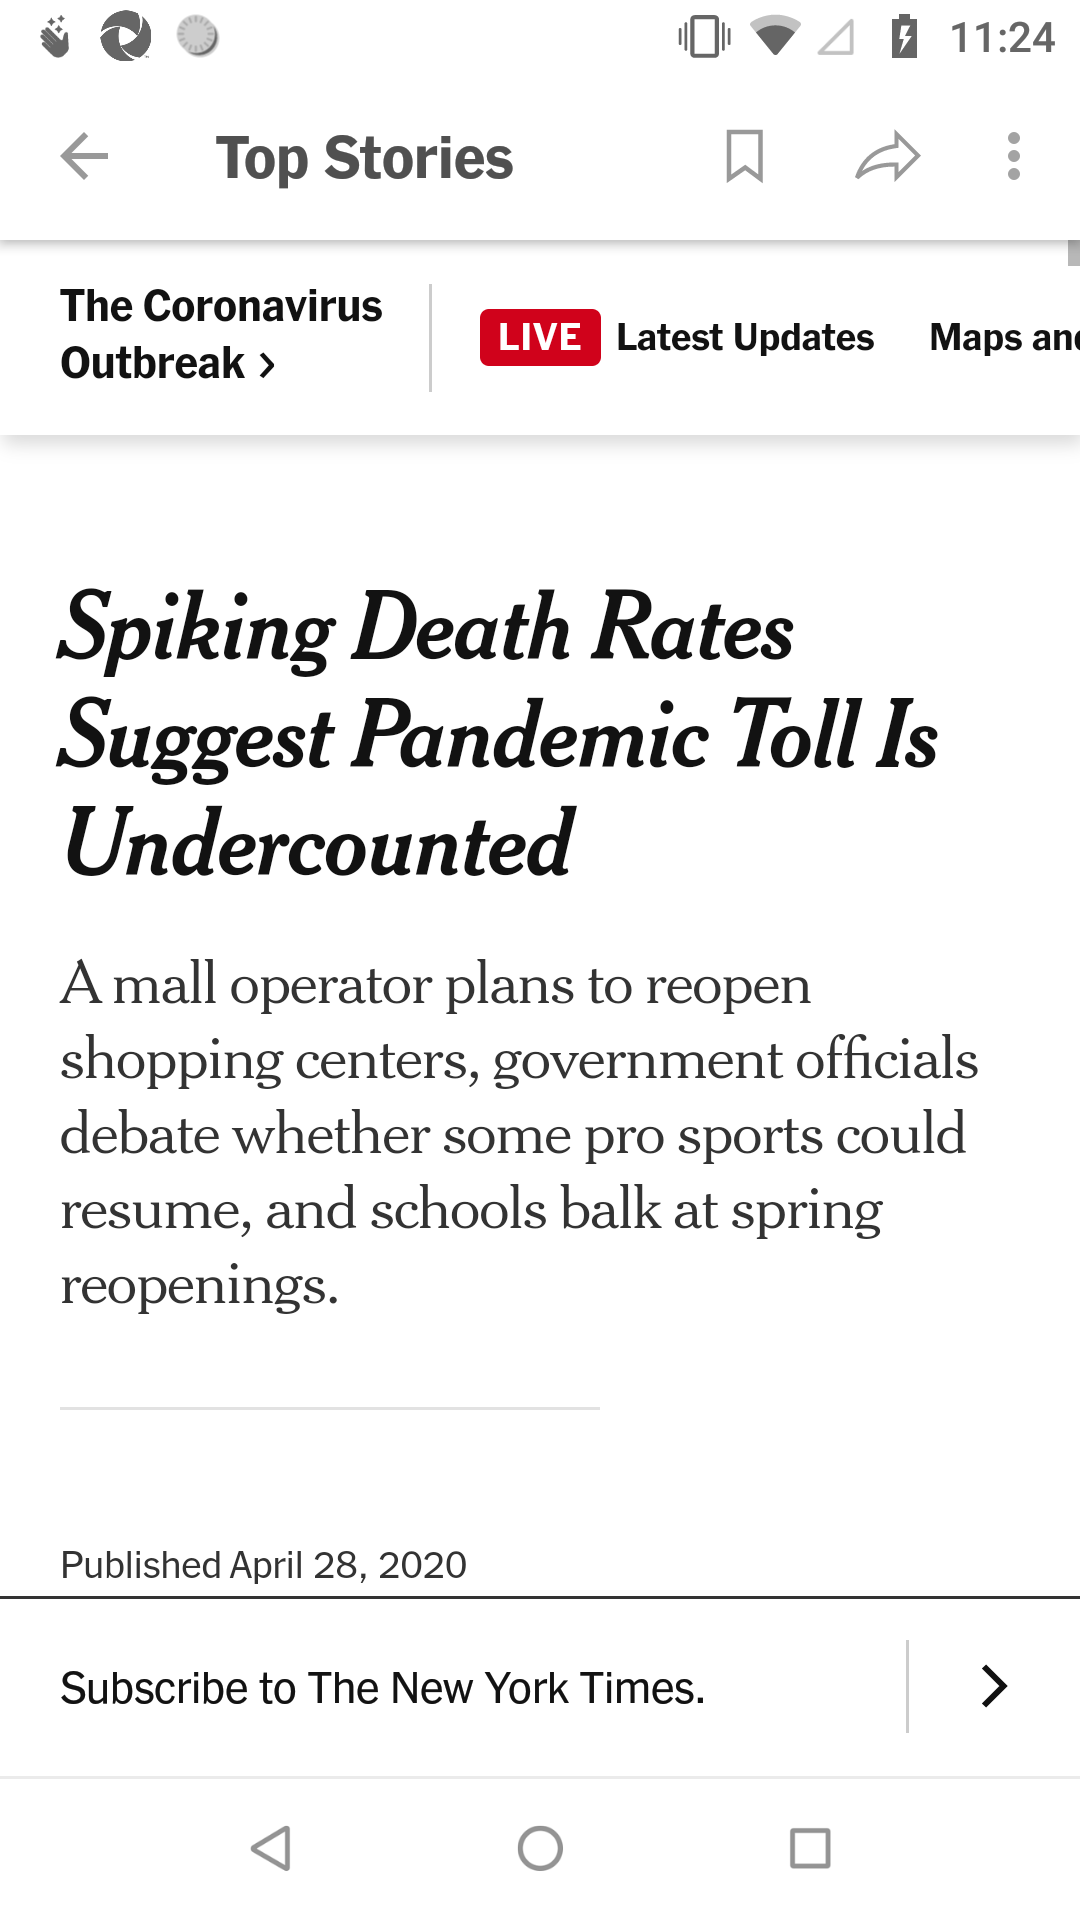 11:24
Top Stories
The Coronavirus
Outbreak >
LIVE Latest Updates Maps and
Spiking Death Rates
Suggest Pandemic Toll Is
Undercounted
A mall operator plans to reopen
shopping centers, government officials
debate whether some pro sports could
resume, and schools balk at spring
reopenings.
Published April 28, 2020
Subscribe to The New York Times.